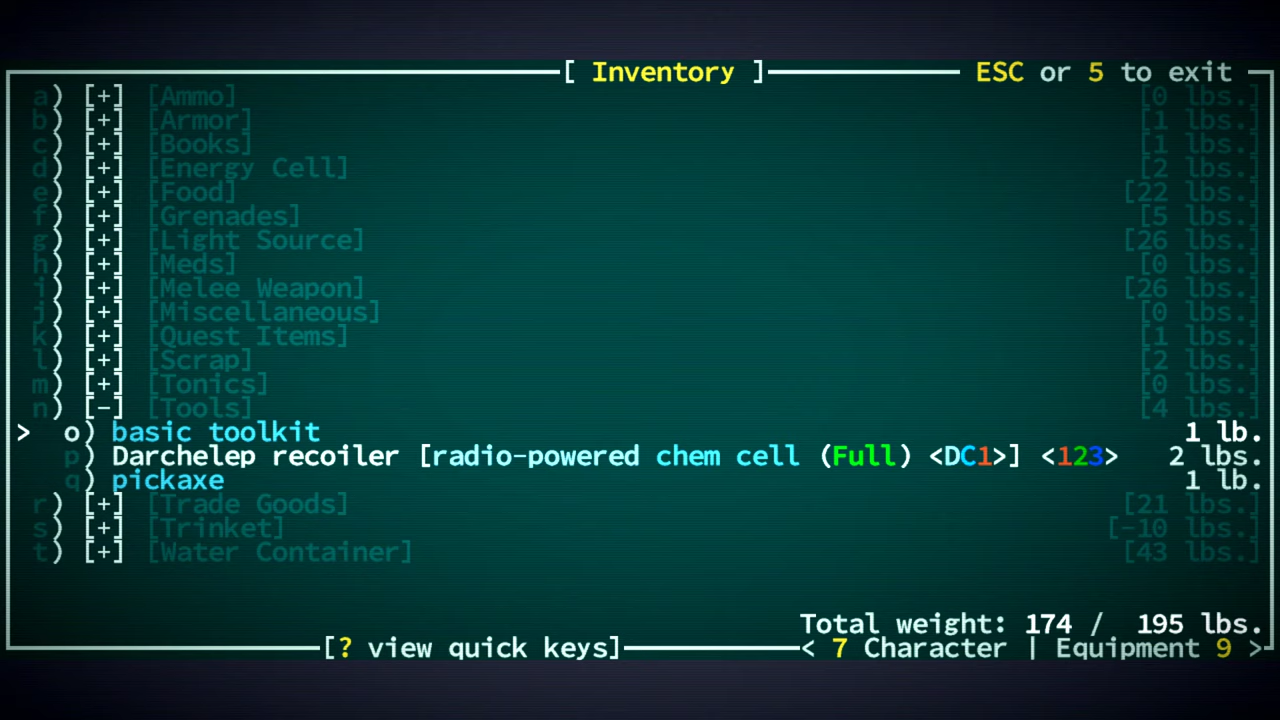 [ Inventory ] ESC or 5 to exit
a) [+] [Ammo] [0 lbs.]
b) [+] [Armor] [1 lbs.]
c) [+] [Books] [1 lbs.]
d) [+] [Energy Cell] [2 lbs.]
e) [+] [Food] [22 lbs.]
f) [+] [Grenades] [5 lbs.]
g) [+] [Light Source] [26 lbs.]
h) [+] [Meds] [0 lbs.]
i) [+] [Melee Weapon] [26 lbs.]
j) [+] [Miscellaneous] [0 lbs.]
k) [+] [Quest Items] [1 lbs.]
l) [+] [Scrap] [2 lbs.]
m) [+] [Tonics] [0 lbs.]
n) [-] [Tools] [4 lbs.]
> o) basic toolkit 1 lb.
p) Darchelep recoiler [radio-powered chem cell (Full) <DC1>] <123> 2 lbs.
q) pickaxe 1 lb.
r) [+] [Trade Goods] [21 lbs.]
s) [+] [Trinket] [-10 lbs.]
t) [+] [Water Container] [43 lbs.]
Total weight: 174 / 195 lbs.
[? view quick keys] < 7 Character | Equipment 9 >